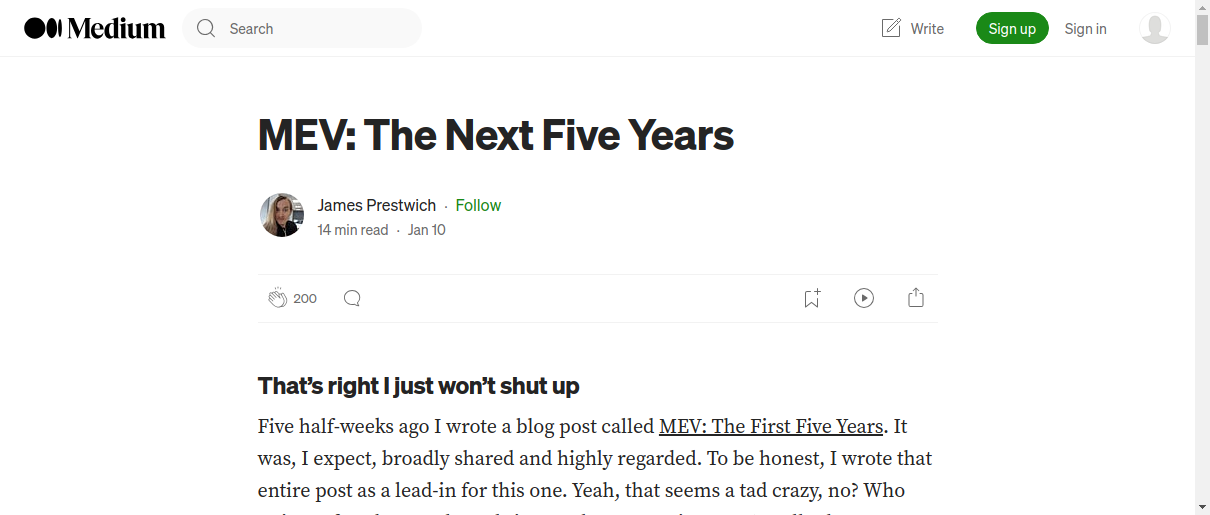 Medium
Search
Write
Sign up
Sign in
MEV: The Next Five Years
James Prestwich · Follow
14 min read · Jan 10
200
That's right I just won't shut up
Five half-weeks ago I wrote a blog post called MEV: The First Five Years. It
was, I expect, broadly shared and highly regarded. To be honest, I wrote that
entire post as a lead-in for this one. Yeah, that seems a tad crazy, no? Who